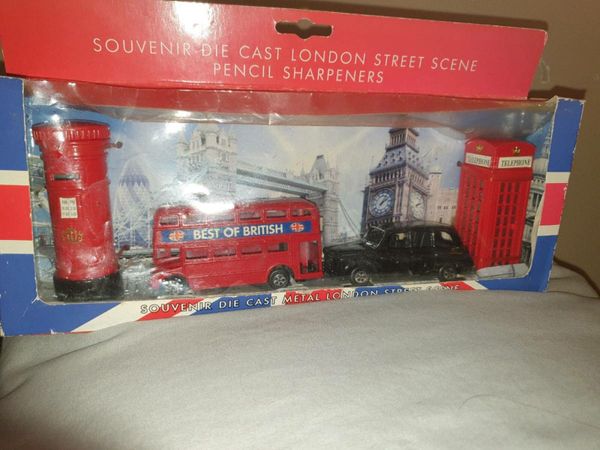 SOUVENIR DIE CAST LONDON STREET SCENE
PENCIL SHARPENERS
TELEPHONE
TELEPHONE
BEST OF BRITISH
SOUVENIR DIE CAST METAL LONDON STREET SCENE